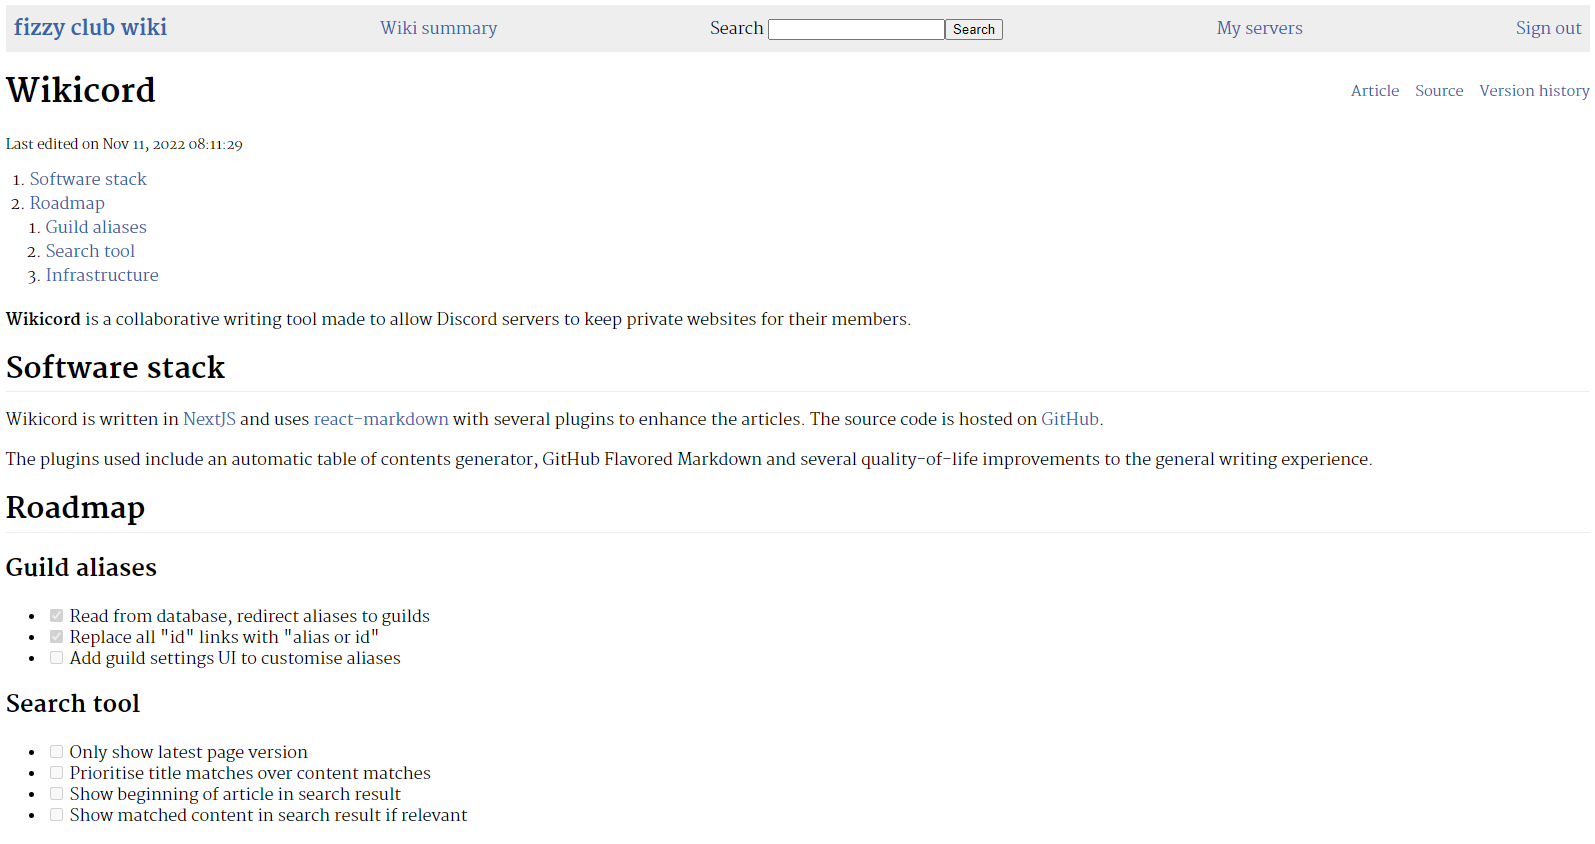 fizzy club wiki Wiki summary Search Search My servers Sign out
Wikicord
Article Source Version history
Last edited on Nov 11, 2022 08:11:29
1. Software stack
2. Roadmap
1. Guild aliases
2. Search tool
3. Infrastructure
Wikicord is a collaborative writing tool made to allow Discord servers to keep private websites for their members.
Software stack
Wikicord is written in NextJS and uses react-markdown with several plugins to enhance the articles. The source code is hosted on GitHub.
The plugins used include an automatic table of contents generator, GitHub Flavored Markdown and several quality-of-life improvements to the general writing experience.
Roadmap
Guild aliases
Read from database, redirect aliases to guilds
Replace all "id" links with "alias or id"
Add guild settings UI to customise aliases
Search tool
Only show latest page version
Prioritise title matches over content matches
Show beginning of article in search result
Show matched content in search result if relevant